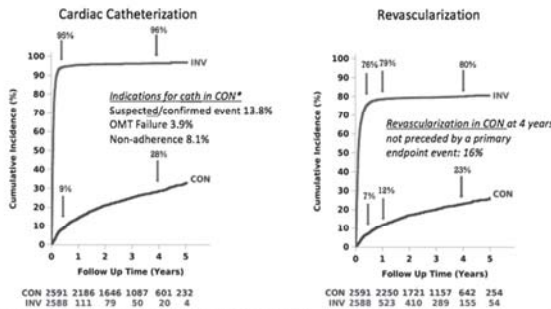 Cardiac Catheterization
95%
96%
100
90
80
70
60
50
40
30
20
10
0
Cumulative Incidence (%)
INV
Indications for cath in CON*
Suspected/confirmed event 13.8%
OMT Failure 3.9%
Non-adherence 8.1%
28%
CON
9%
0 1 2 3 4 5
Follow Up Time (Years)
CON 2591 2186 1646 1087 601 232
INV 2588 111 79 50 20 4
Revascularization
76%
79%
80%
100
90
80
70
60
50
40
30
20
10
0
Cumulative Incidence (%)
INV
Revascularization in CON at 4 years
not preceded by a primary
endpoint event: 16%
23%
CON
7%
12%
0 1 2 3 4 5
Follow Up Time (Years)
CON 2591 2250 1721 1157 642 254
INV 2588 523 410 289 155 54